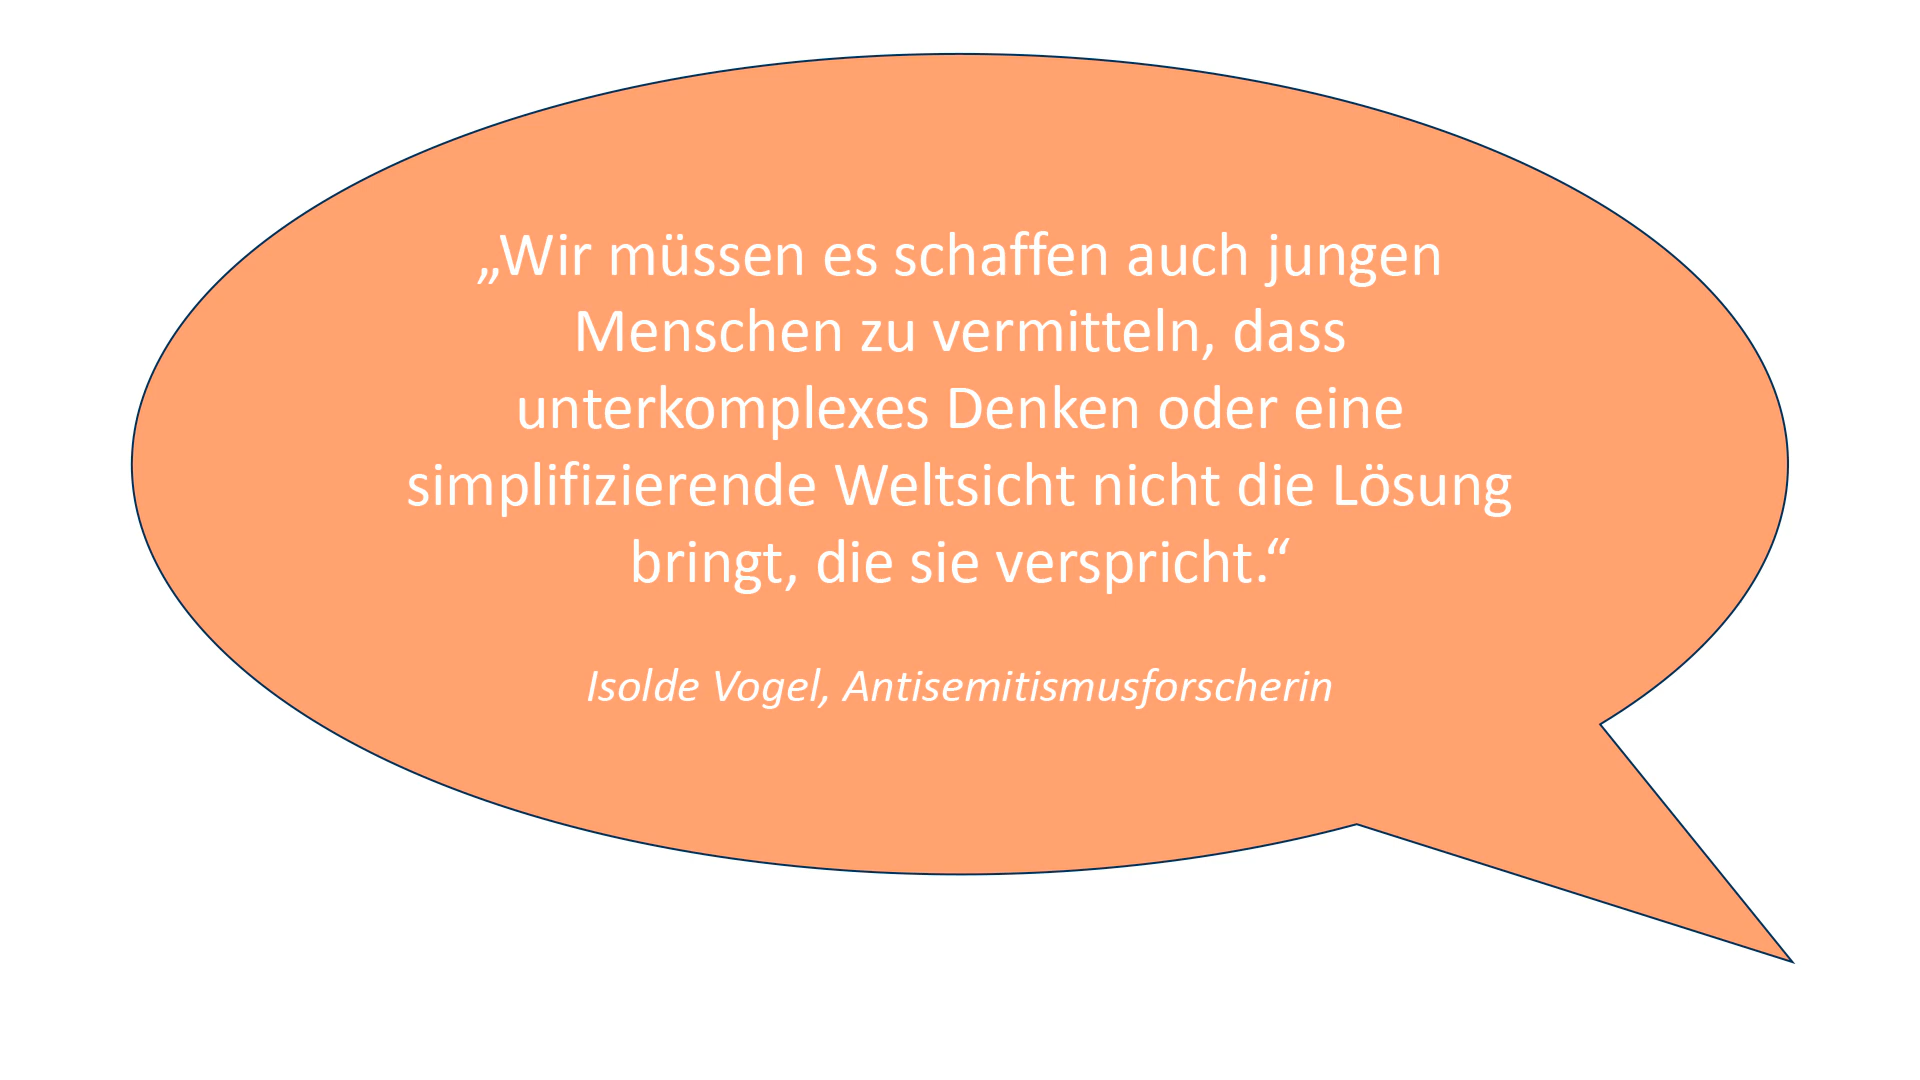 „Wir müssen es schaffen auch jungen
Menschen zu vermitteln, dass
unterkomplexes Denken oder eine
simplifizierende Weltsicht nicht die Lösung
bringt, die sie verspricht.“
Isolde Vogel, Antisemitismusforscherin